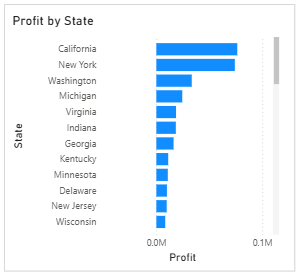 Profit by State
State
California
New York
Washington
Michigan
Virginia
Indiana
Georgia
Kentucky
Minnesota
Delaware
New Jersey
Wisconsin
0.0M 0.1M
Profit